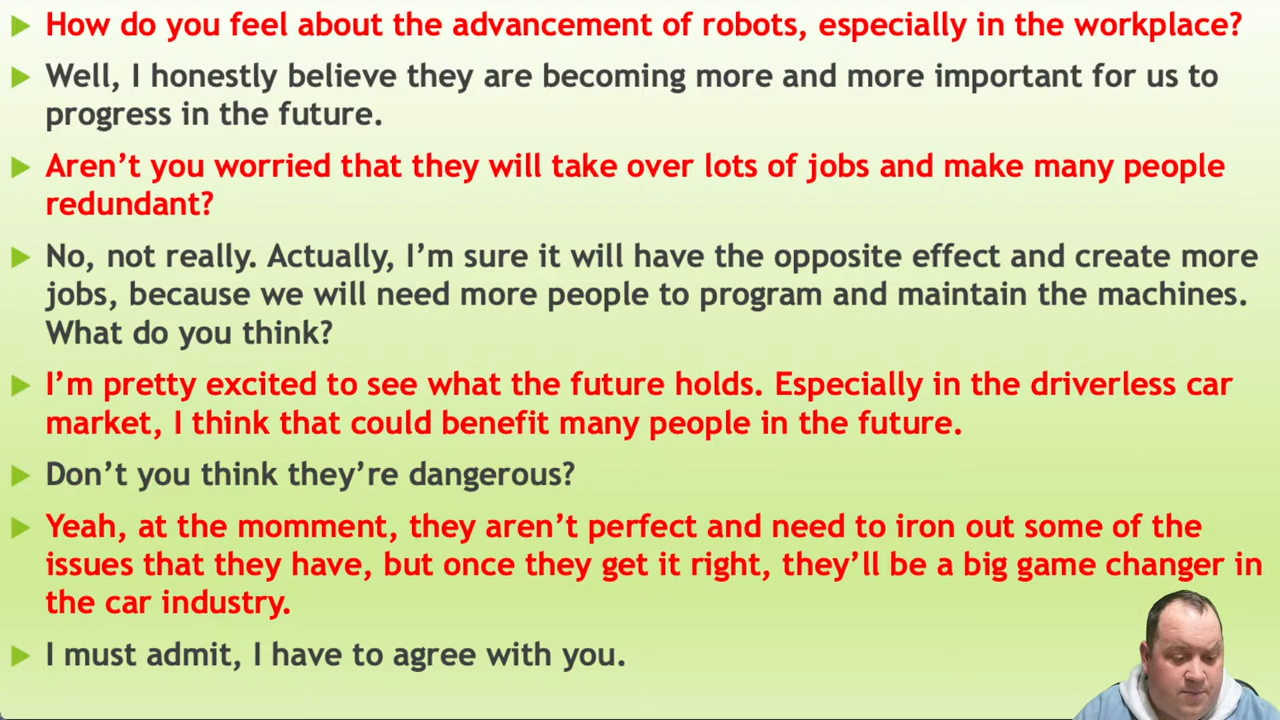 How do you feel about the advancement of robots, especially in the workplace?
Well, I honestly believe they are becoming more and more important for us to
progress in the future.
Aren’t you worried that they will take over lots of jobs and make many people
redundant?
No, not really. Actually, I’m sure it will have the opposite effect and create more
jobs, because we will need more people to program and maintain the machines.
What do you think?
I’m pretty excited to see what the future holds. Especially in the driverless car
market, I think that could benefit many people in the future.
Don’t you think they’re dangerous?
Yeah, at the momment, they aren’t perfect and need to iron out some of the
issues that they have, but once they get it right, they’ll be a big game changer in
the car industry.
I must admit, I have to agree with you.